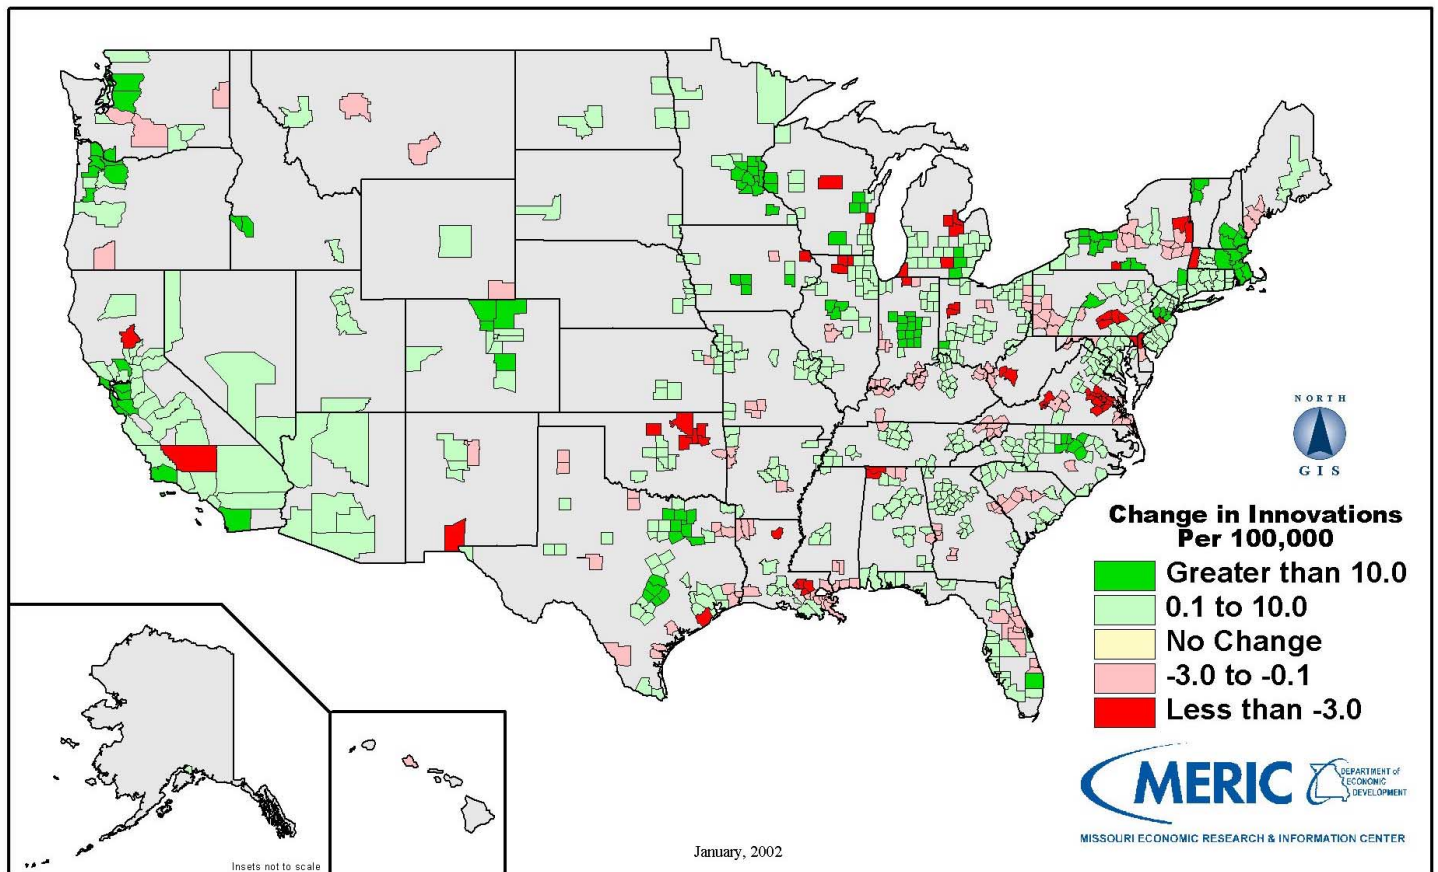 NORTH
GIS
Change in Innovations
Per 100,000
Greater than 10.0
0.1 to 10.0
No Change
-3.0 to -0.1
Less than -3.0
MERIC
DEPARTMENT of
ECONOMIC
DEVELOPMENT
MISSOURI ECONOMIC RESEARCH & INFORMATION CENTER
Insets not to scale
January, 2002